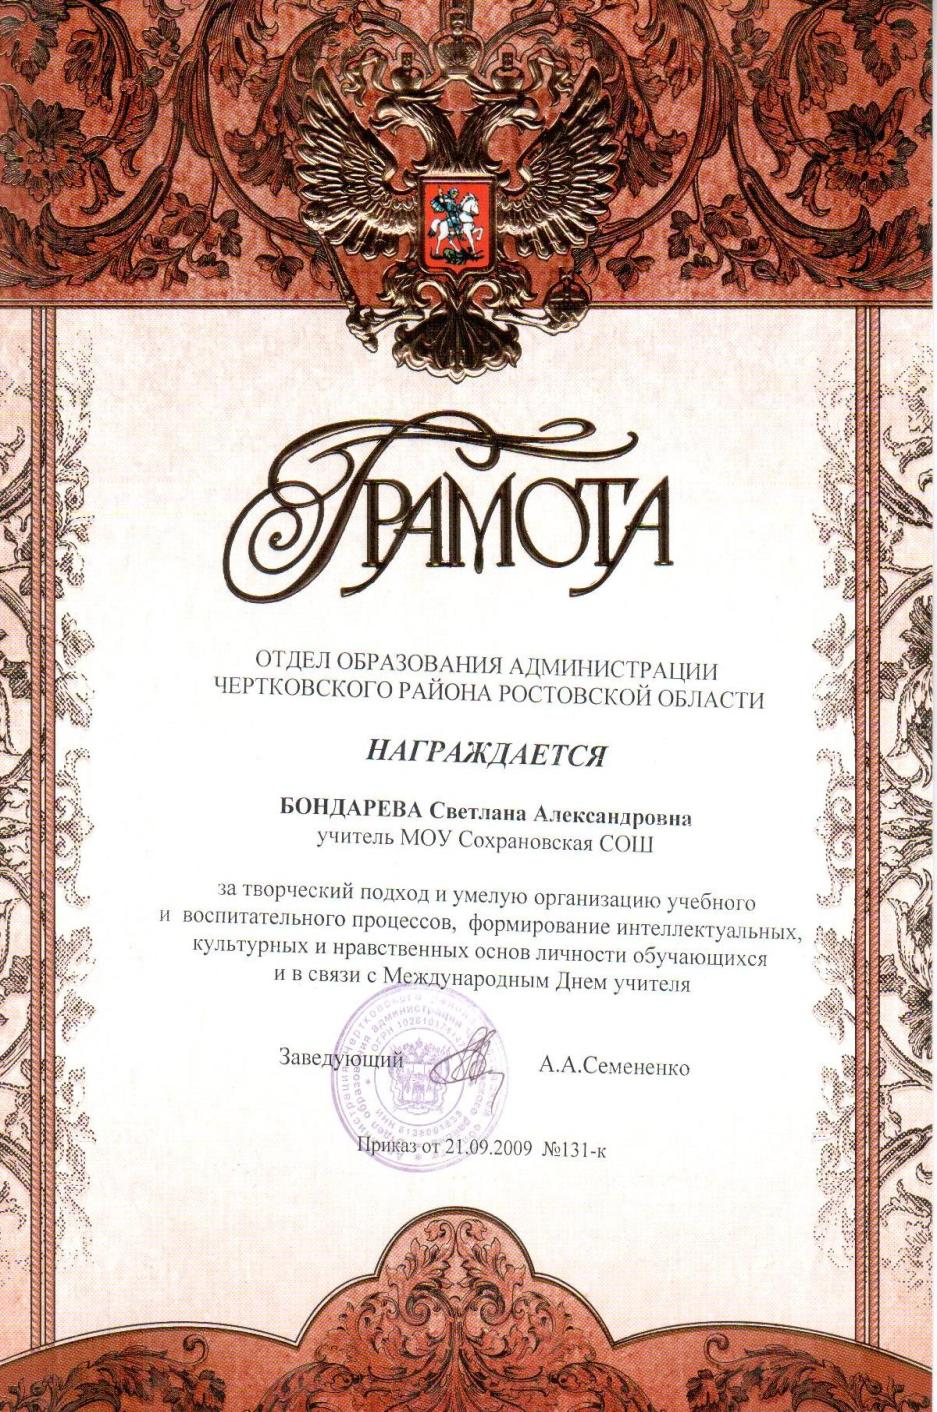 Грамота
ОТДЕЛ ОБРАЗОВАНИЯ АДМИНИСТРАЦИИ
ЧЕРТКОВСКОГО РАЙОНА РОСТОВСКОЙ ОБЛАСТИ
НАГРАЖДАЕТСЯ
БОНДАРЕВА Светлана Александровна
учитель МОУ Сохрановская СОШ
за творческий подход и умелую организацию учебного
и воспитательного процессов, формирование интеллектуальных,
культурных и нравственных основ личности обучающихся
и в связи с Международным Днем учителя
Заведующий А.А.Семененко
Приказ от 21.09.2009 №131-к